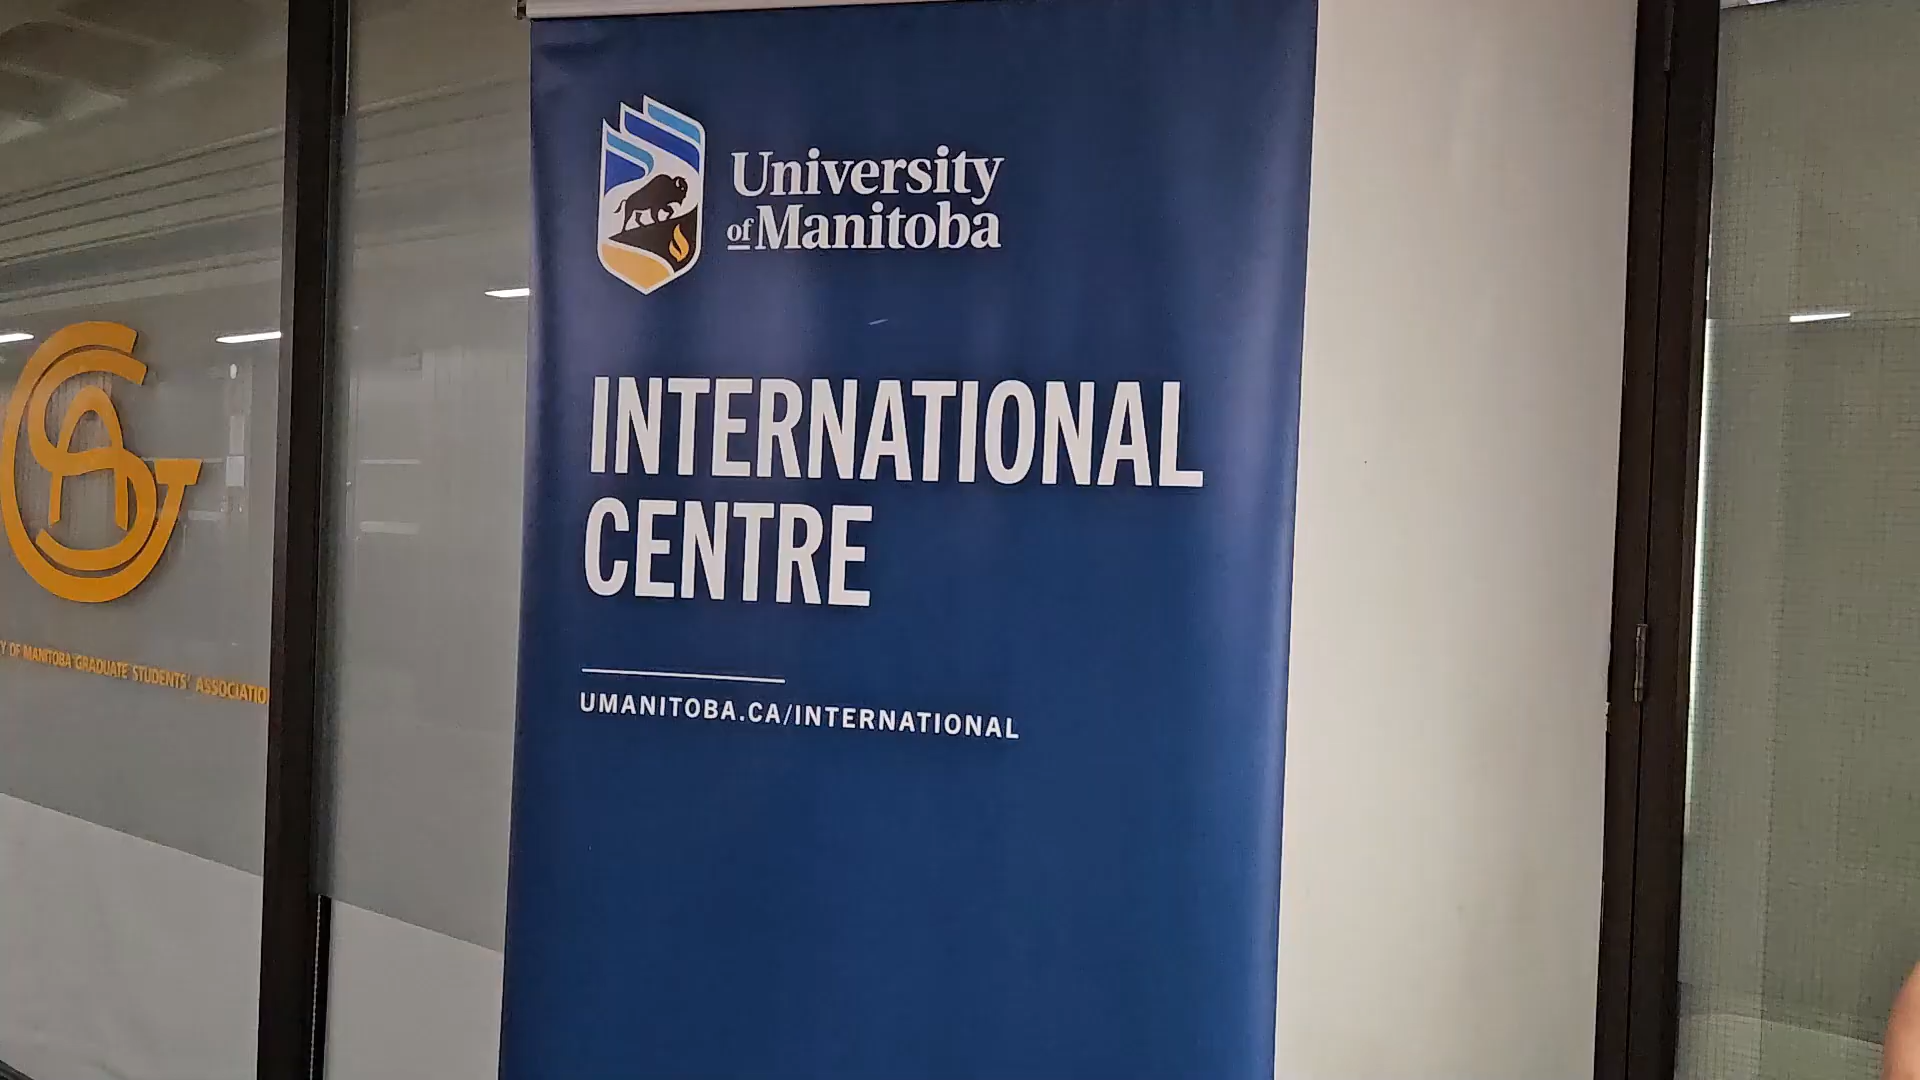 University
of Manitoba
INTERNATIONAL
CENTRE
UMANITOBA.CA/INTERNATIONAL
OF MANITOBA GRADUATE STUDENTS' ASSOCIATIO